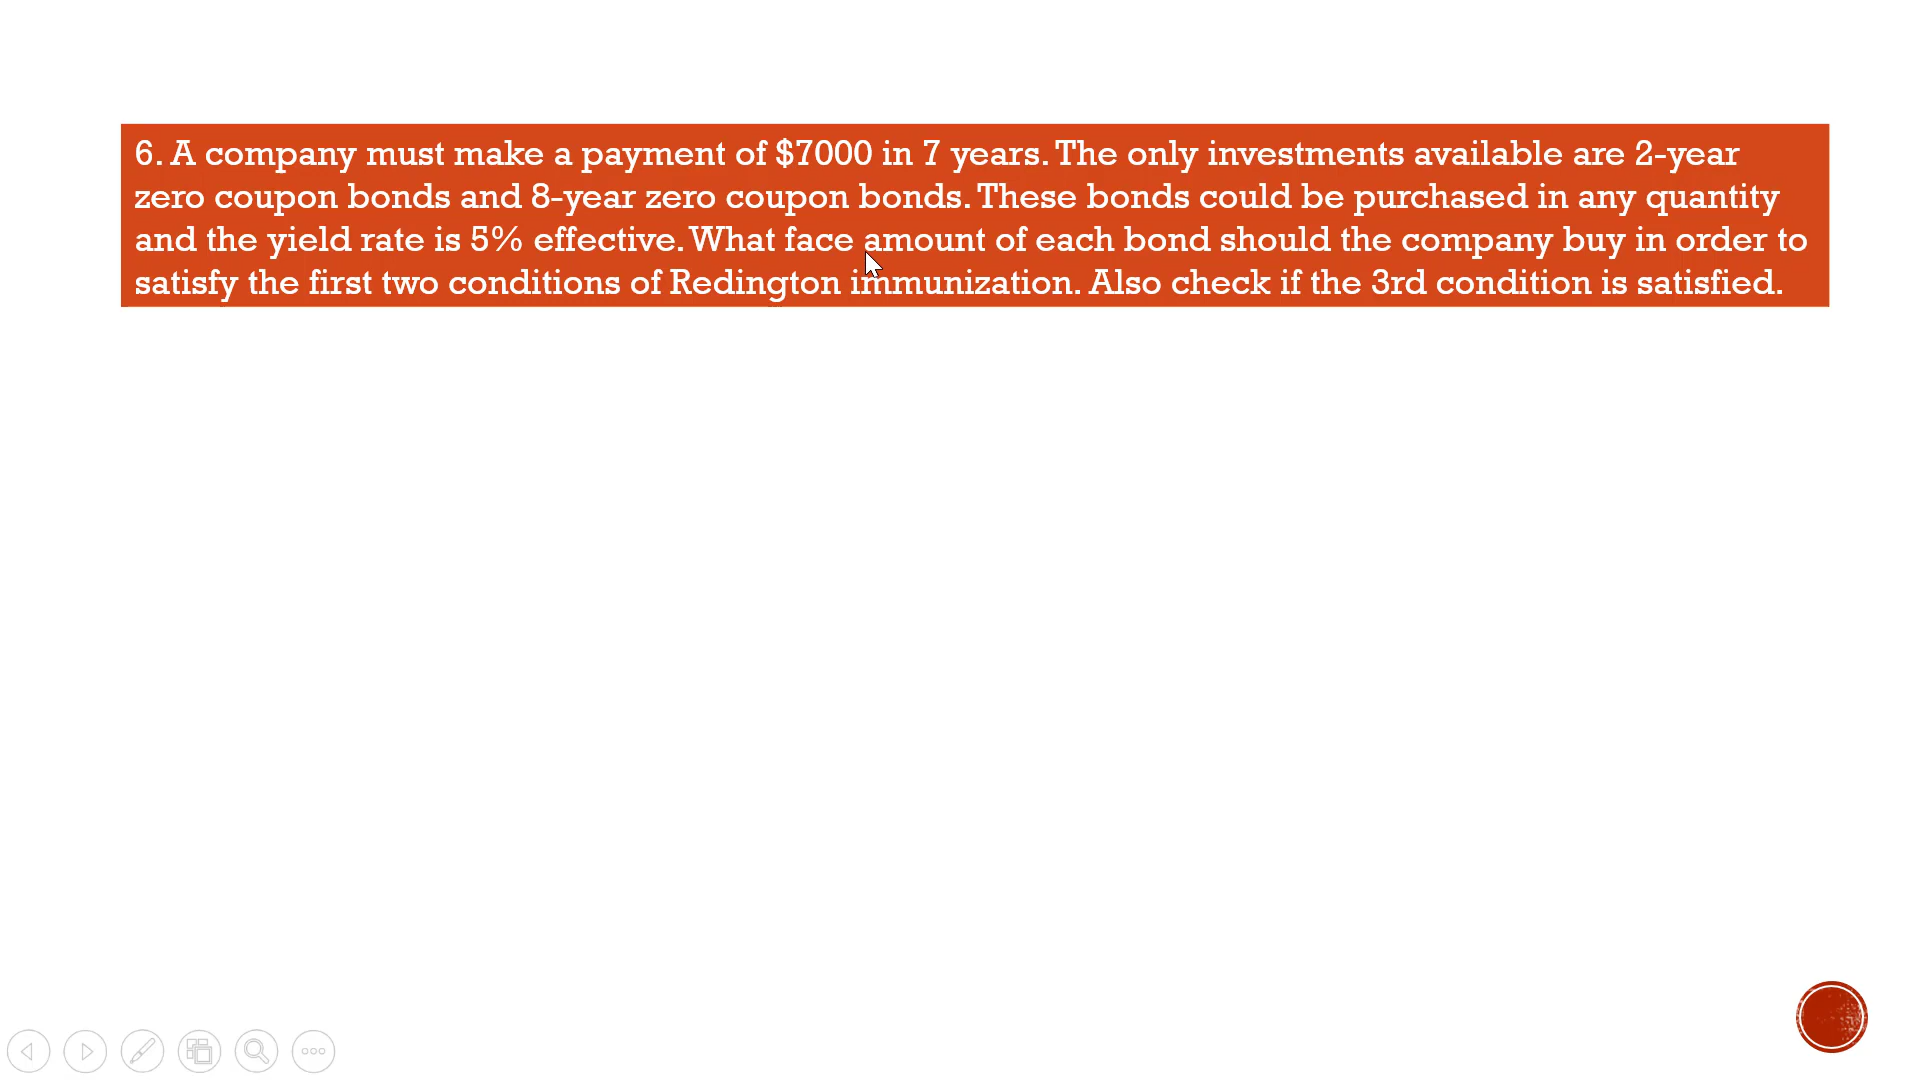 6. A company must make a payment of $7000 in 7 years. The only investments available are 2-year
zero coupon bonds and 8-year zero coupon bonds. These bonds could be purchased in any quantity
and the yield rate is 5% effective. What face amount of each bond should the company buy in order to
satisfy the first two conditions of Redington immunization. Also check if the 3rd condition is satisfied.